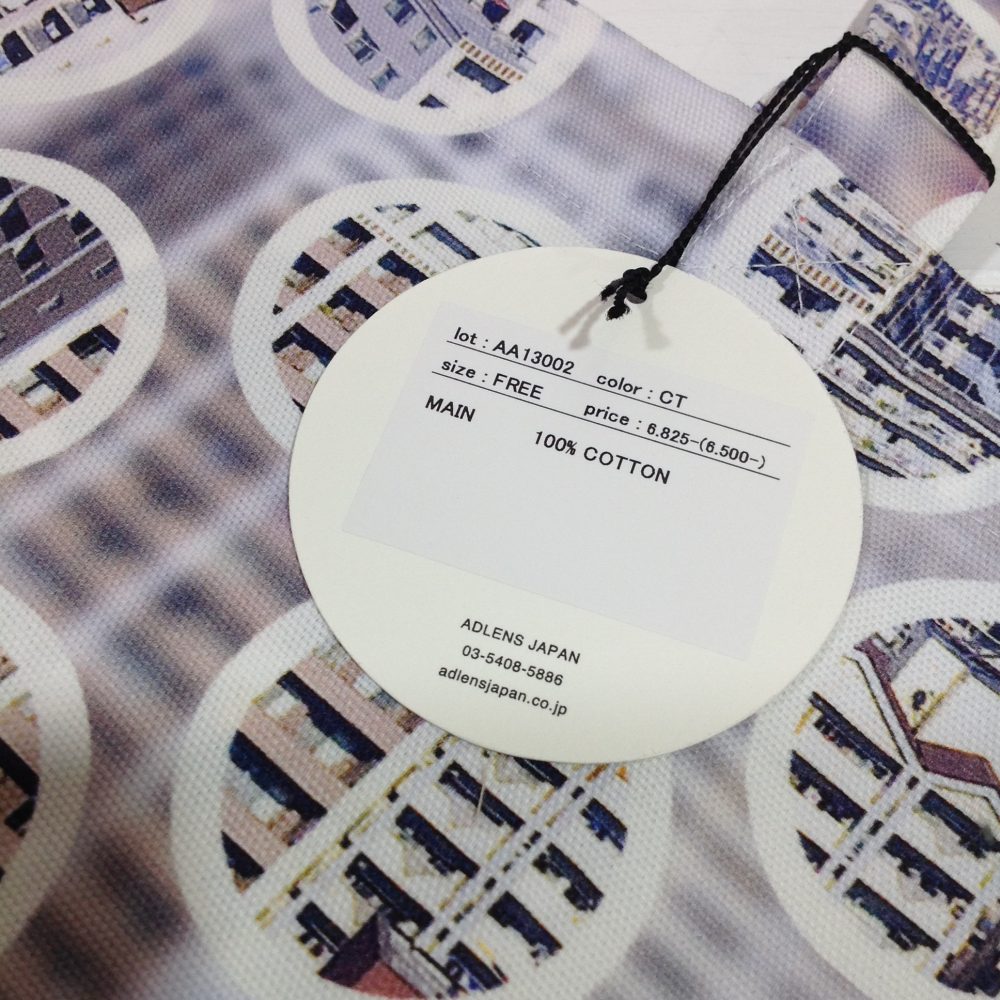 lot : AA13002 color : CT
size : FREE price : 6.825-(6.500-)
MAIN
100% COTTON
ADLENS JAPAN
03-5408-5886
adlensjapan.co.jp